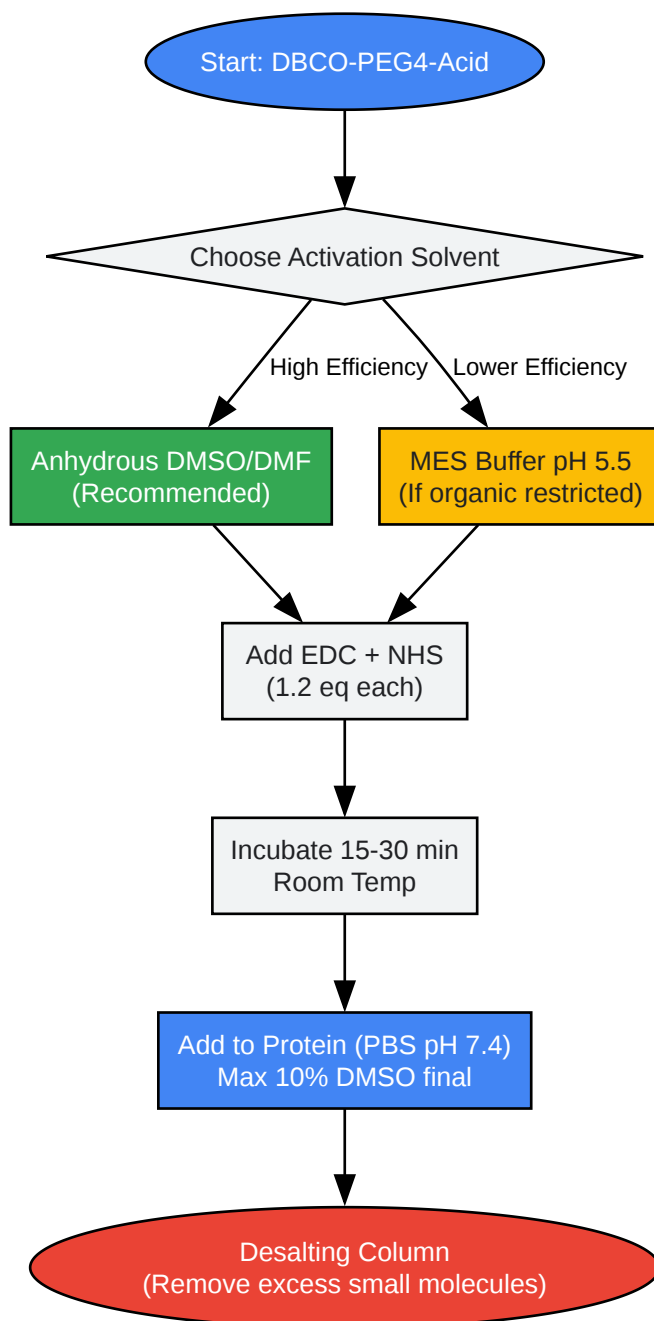 Start: DBCO-PEG4-Acid
Choose Activation Solvent
High Efficiency
Lower Efficiency
Anhydrous DMSO/DMF
(Recommended)
MES Buffer pH 5.5
(If organic restricted)
Add EDC + NHS
(1.2 eq each)
Incubate 15-30 min
Room Temp
Add to Protein (PBS pH 7.4)
Max 10% DMSO final
Desalting Column
(Remove excess small molecules)